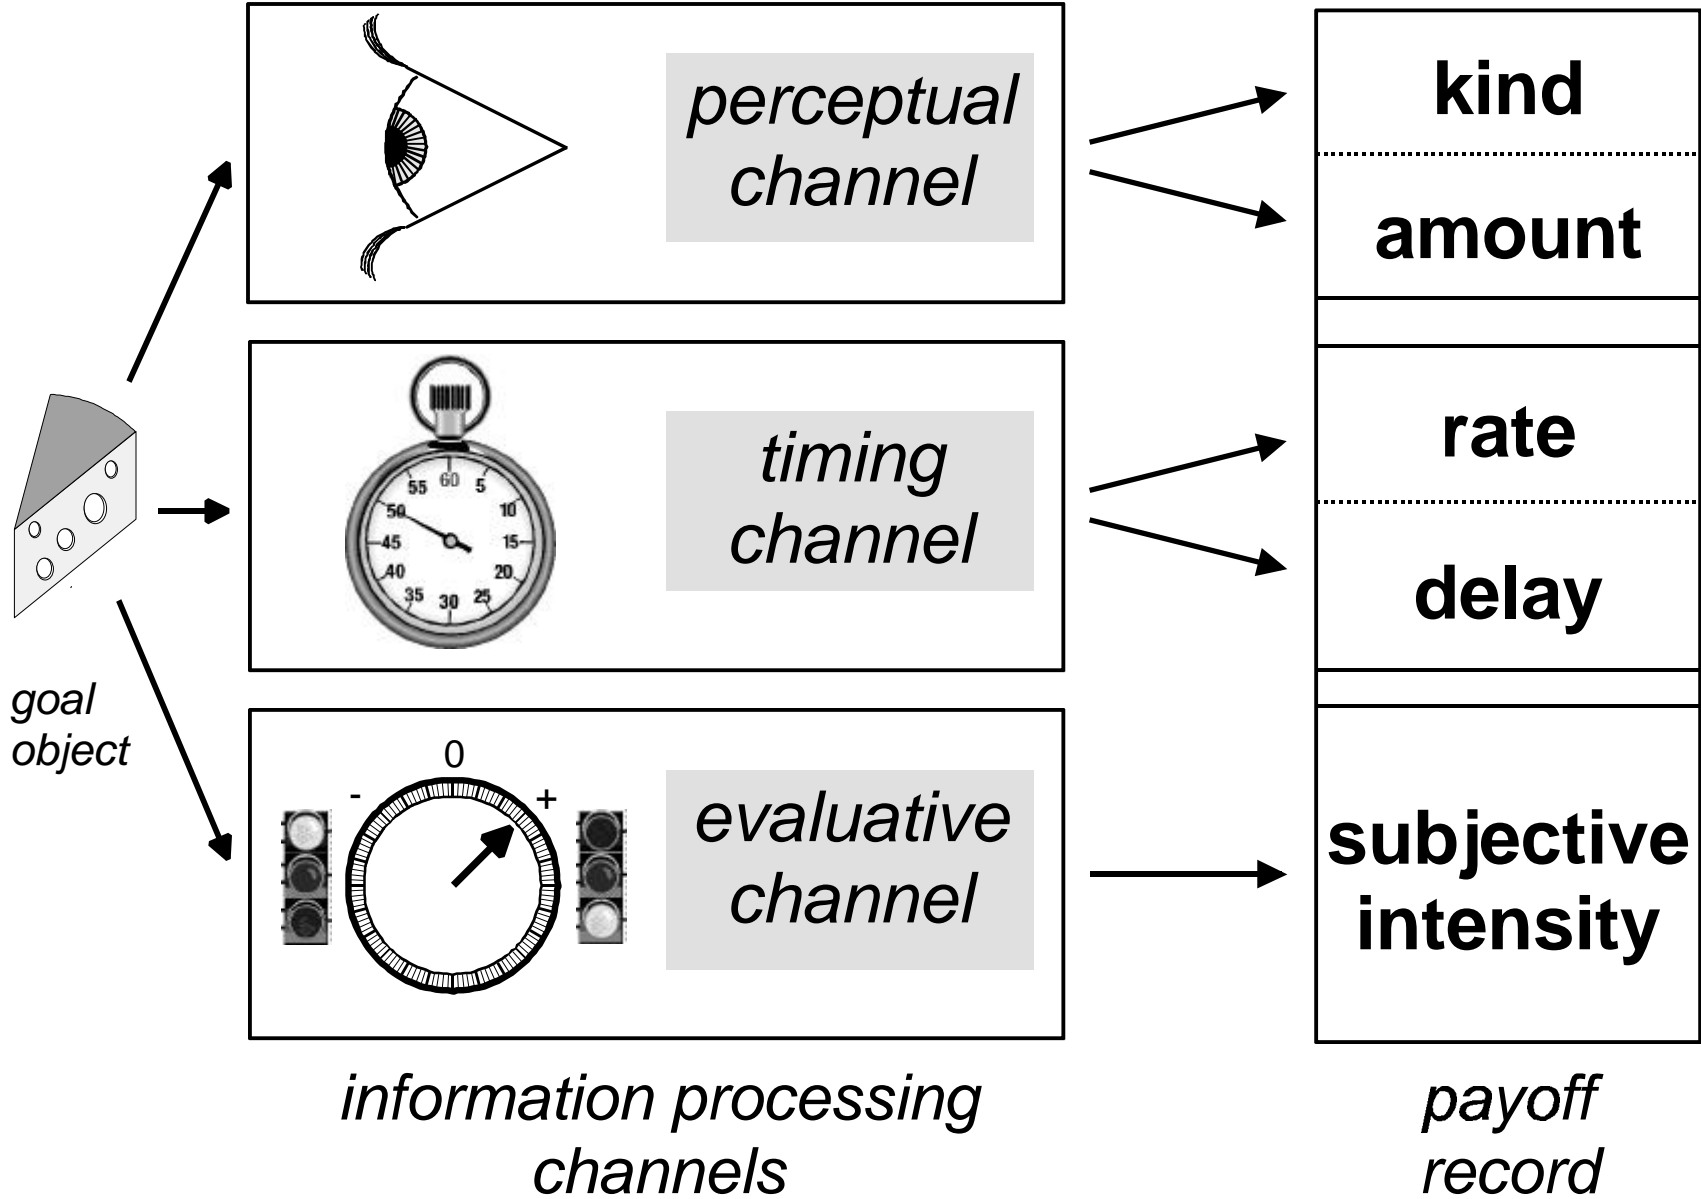 perceptual
channel
kind
amount
60
55
5
50
10
45
15
40
20
35
25
30
timing
channel
rate
delay
goal
object
0
-
+
evaluative
channel
subjective
intensity
information processing
channels
payoff
record